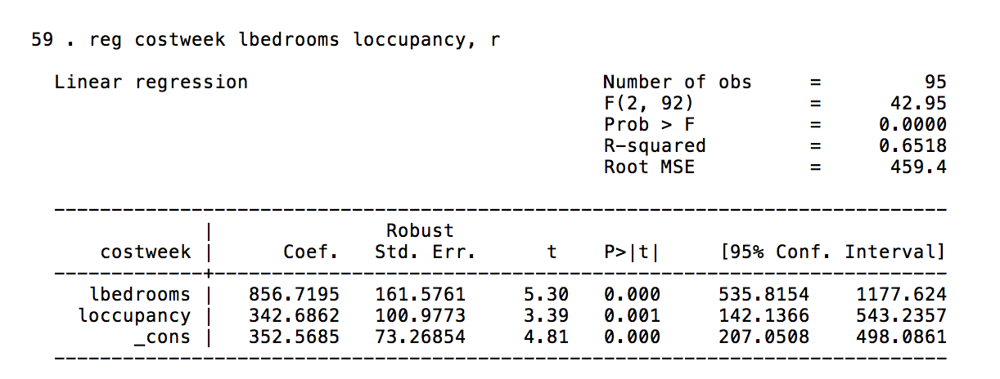 59 . reg costweek lbedrooms loccupancy, r
Linear regression                               Number of obs     =         95
                                                F(2, 92)          =      42.95
                                                Prob > F          =     0.0000
                                                R-squared         =     0.6518
                                                Root MSE          =      459.4
------------------------------------------------------------------------------
             |               Robust
    costweek |      Coef.   Std. Err.      t    P>|t|     [95% Conf. Interval]
-------------+----------------------------------------------------------------
   lbedrooms |   856.7195   161.5761     5.30   0.000     535.8154    1177.624
  loccupancy |   342.6862   100.9773     3.39   0.001     142.1366    543.2357
       _cons |   352.5685   73.26854     4.81   0.000     207.0508    498.0861
------------------------------------------------------------------------------